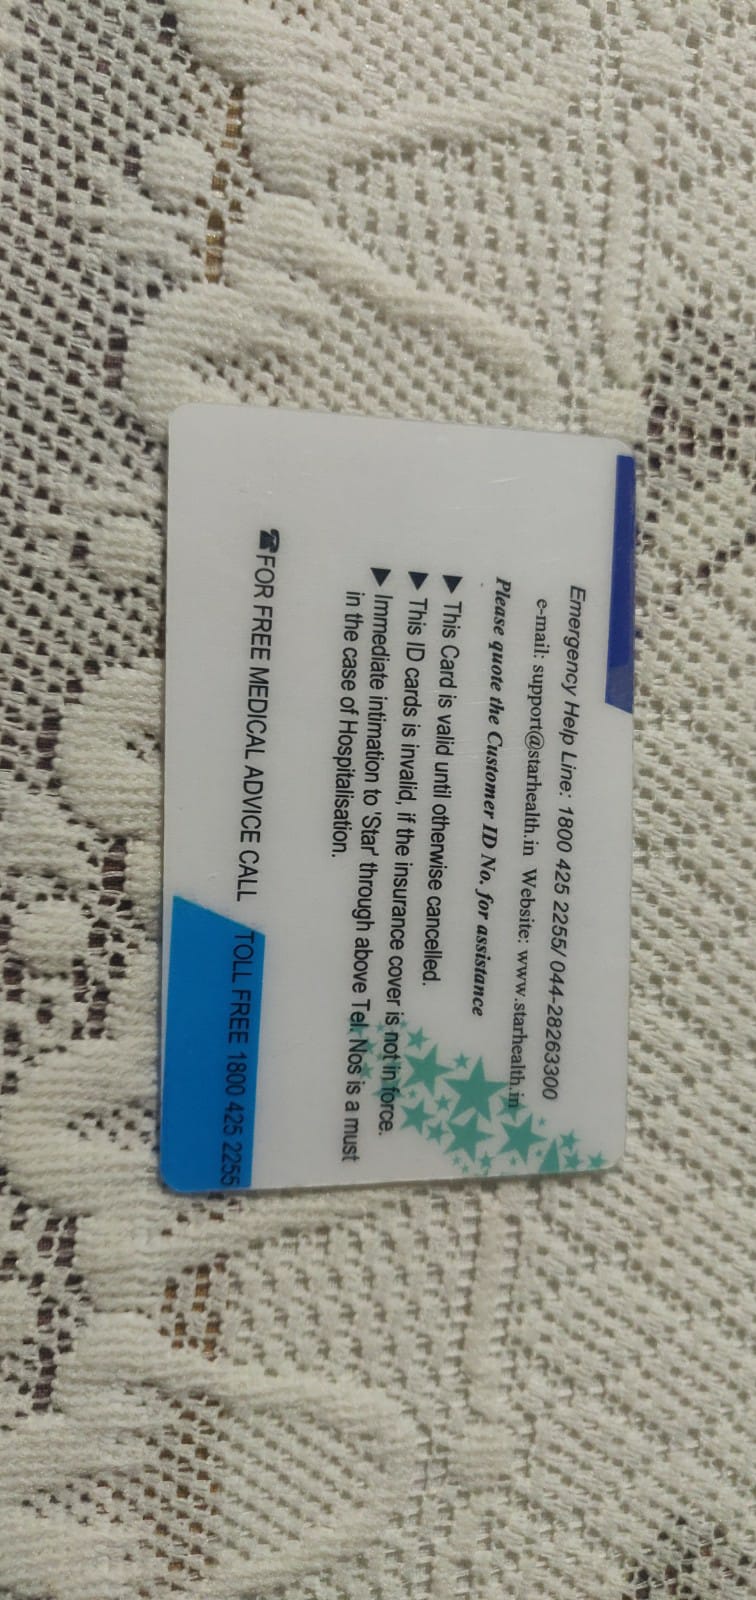 Emergency Help Line: 1800 425 2255/ 044-28263300
e-mail: support@starhealth.in Website: www.starhealth.in
Please quote the Customer ID No. for assistance
▶ This Card is valid until otherwise cancelled.
▶ This ID cards is invalid, if the insurance cover is not in force.
▶ Immediate intimation to 'Star' through above Tel. Nos is a must
in the case of Hospitalisation.
☎FOR FREE MEDICAL ADVICE CALL TOLL FREE 1800 425 2255